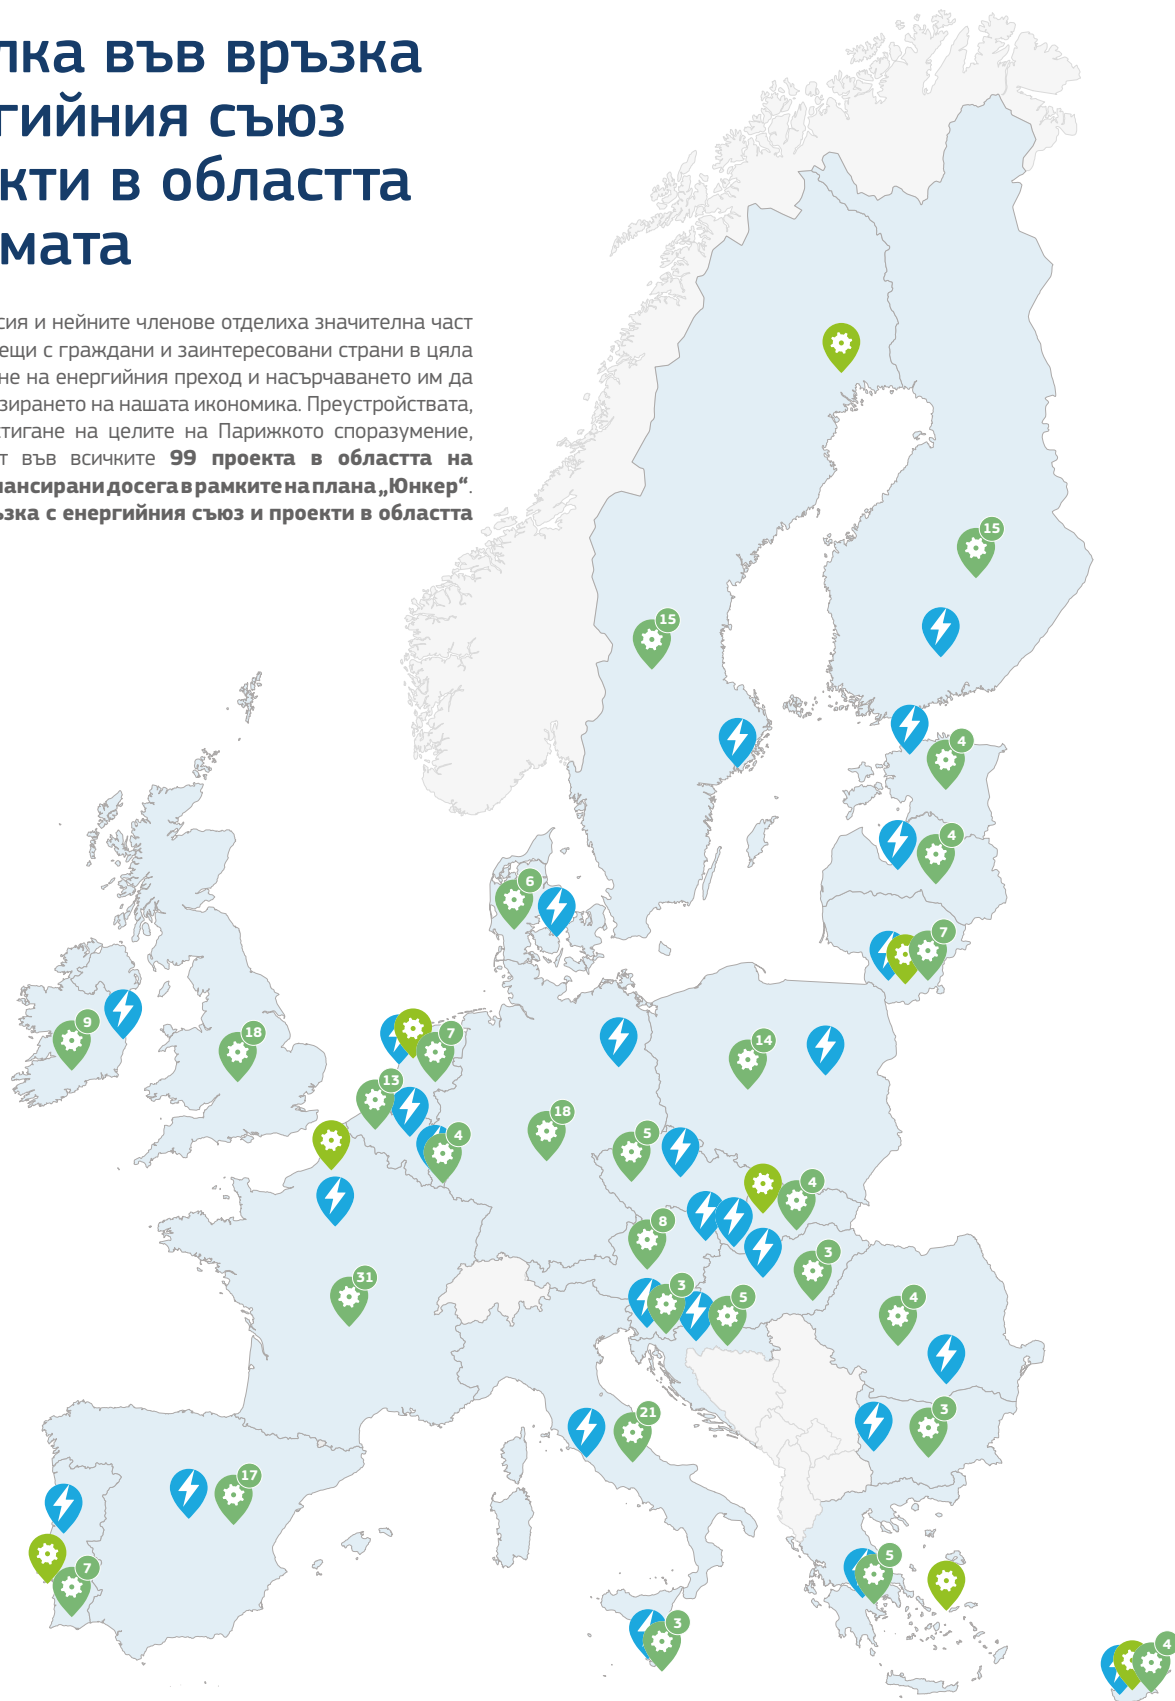 лка във връзка
гийния съюз
кти в областта
мата
сия и нейните членове отделиха значителна част
ещи с граждани и заинтересовани страни в цяла
не на енергийния преход и насърчаването им да
зирането на нашата икономика. Преустройствата,
стигане на целите на Парижкото споразумение,
т във всичките 99 проекта в областта на
нансирани досега в рамките на плана „Юнкер“.
ъзка с енергийния съюз и проекти в областта
15
15
4
4
6
7
9
18
7
14
13
18
4
5
4
8
3
31
3
5
4
21
3
17
5
7
3
4